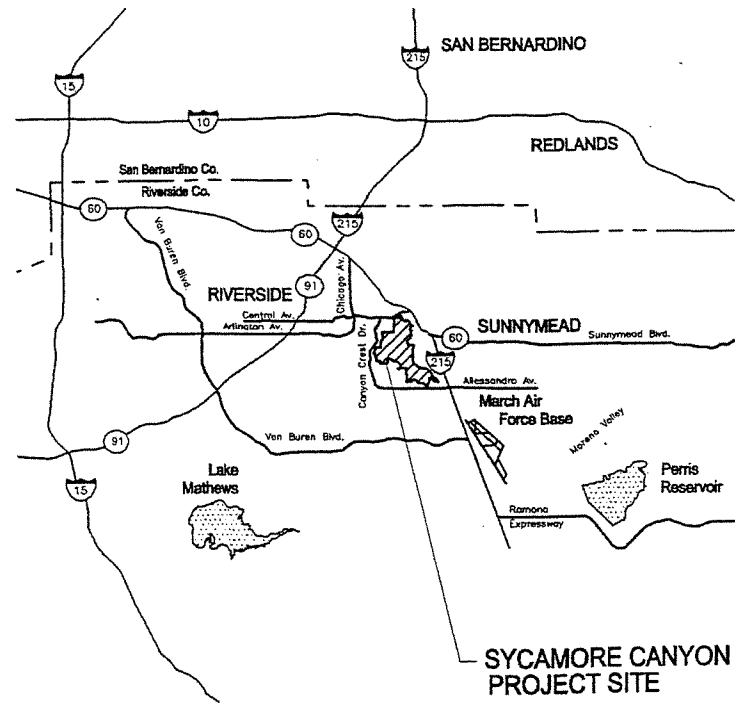 SAN BERNARDINO
215
15
10
REDLANDS
San Bernardino Co.
Riverside Co.
60
Van Buren Blvd.
60
215
91
Chicago Av.
RIVERSIDE
Central Av.
Arlington Av.
Canyon Crest Dr.
SUNNYMEAD
60
Sunnymead Blvd.
215
Alessandro Av.
March Air
Force Base
Moreno Valley
Van Buren Blvd.
91
15
Lake
Mathews
Perris
Reservoir
Ramona
Expressway
SYCAMORE CANYON
PROJECT SITE